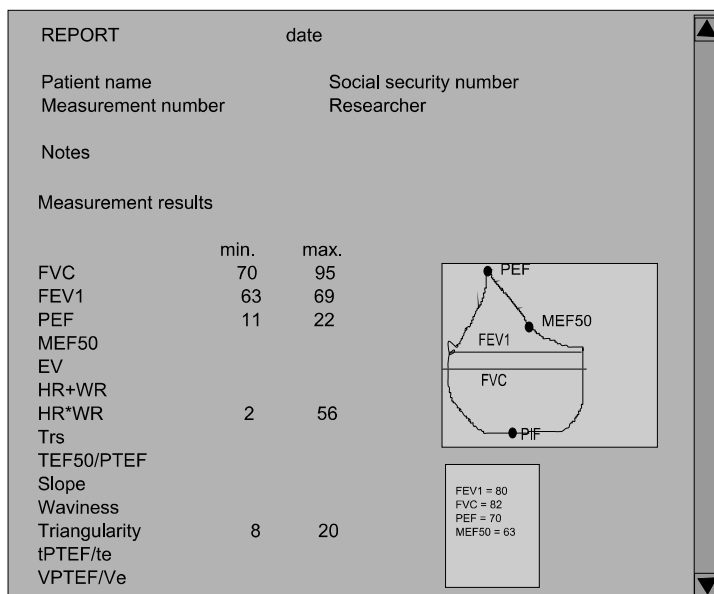 REPORT date
Patient name Social security number
Measurement number Researcher
Notes
Measurement results
min. max.
FVC 70 95
FEV1 63 69
PEF 11 22
MEF50
EV
HR+WR
HR*WR 2 56
Trs
TEF50/PTEF
Slope
Waviness
Triangularity 8 20
tPTEF/te
VPTEF/Ve
PEF
MEF50
FEV1
FVC
PIF
FEV1 = 80
FVC = 82
PEF = 70
MEF50 = 63